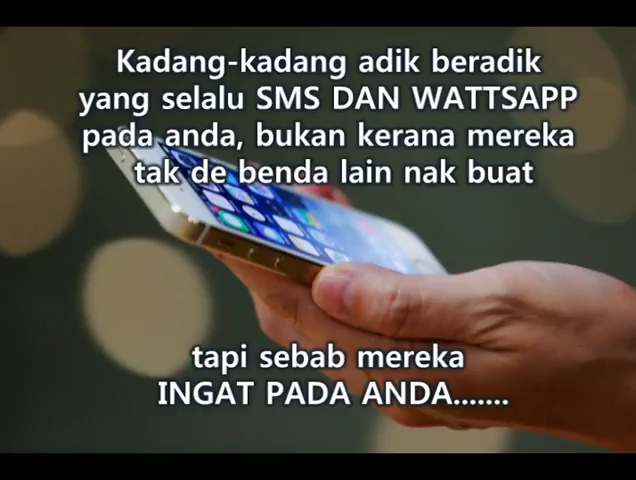 Kadang-kadang adik beradik
yang selalu SMS DAN WATTSAPP
pada anda, bukan kerana mereka
tak de benda lain nak buat
tapi sebab mereka
INGAT PADA ANDA.......